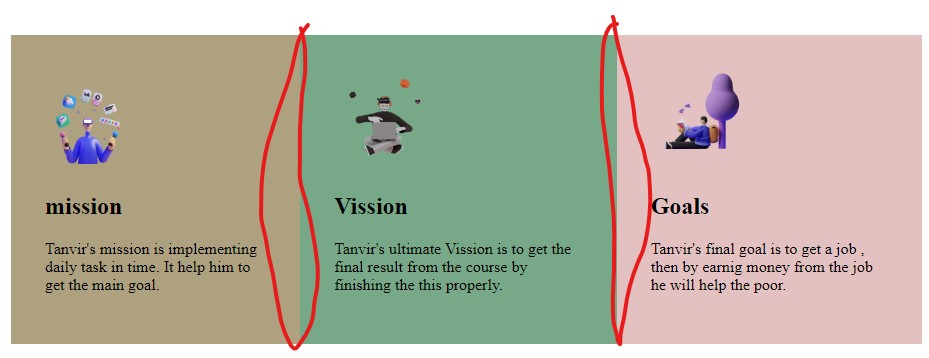 mission
Tanvir's mission is implementing
daily task in time. It help him to
get the main goal.
Vission
Tanvir's ultimate Vission is to get the
final result from the course by
finishing the this properly.
Goals
Tanvir's final goal is to get a job ,
then by earnig money from the job
he will help the poor.